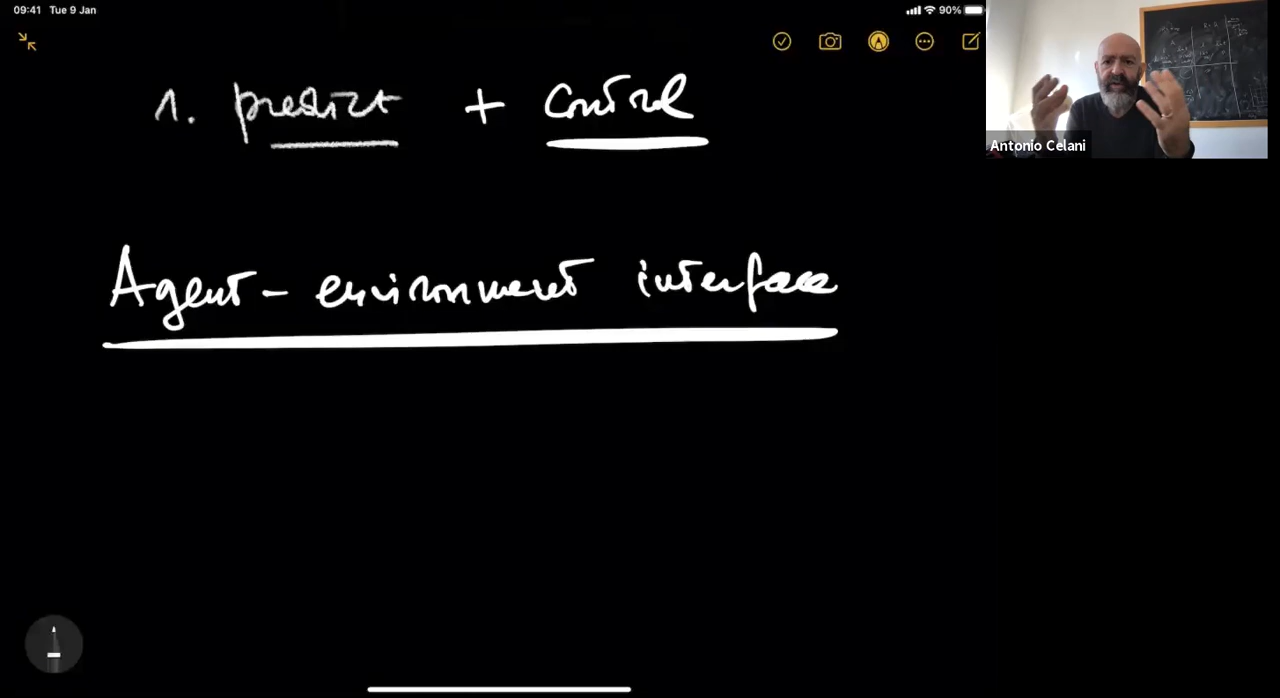 09:41 Tue 9 Jan
90%
1. predict + control
Agent - environment interface
Antonio Celani